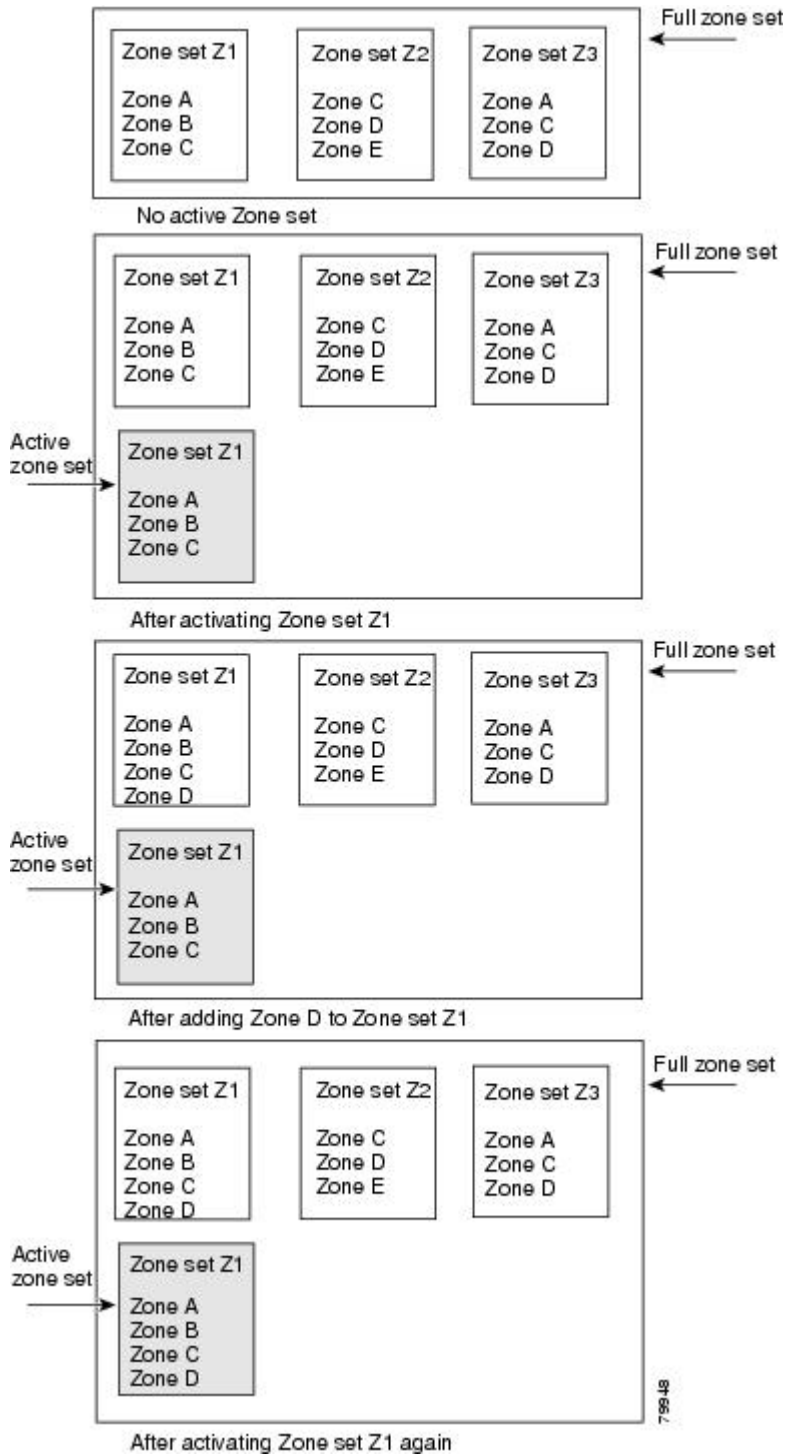 Full zone set
Zone set Z1
Zone A
Zone B
Zone C
Zone set Z2
Zone C
Zone D
Zone E
Zone set Z3
Zone A
Zone C
Zone D
No active Zone set
Full zone set
Zone set Z1
Zone A
Zone B
Zone C
Zone set Z2
Zone C
Zone D
Zone E
Zone set Z3
Zone A
Zone C
Zone D
Active
zone set
Zone set Z1
Zone A
Zone B
Zone C
After activating Zone set Z1
Full zone set
Zone set Z1
Zone A
Zone B
Zone C
Zone D
Zone set Z2
Zone C
Zone D
Zone E
Zone set Z3
Zone A
Zone C
Zone D
Active
zone set
Zone set Z1
Zone A
Zone B
Zone C
After adding Zone D to Zone set Z1
Full zone set
Zone set Z1
Zone A
Zone B
Zone C
Zone D
Zone set Z2
Zone C
Zone D
Zone E
Zone set Z3
Zone A
Zone C
Zone D
Active
zone set
Zone set Z1
Zone A
Zone B
Zone C
Zone D
79948
After activating Zone set Z1 again